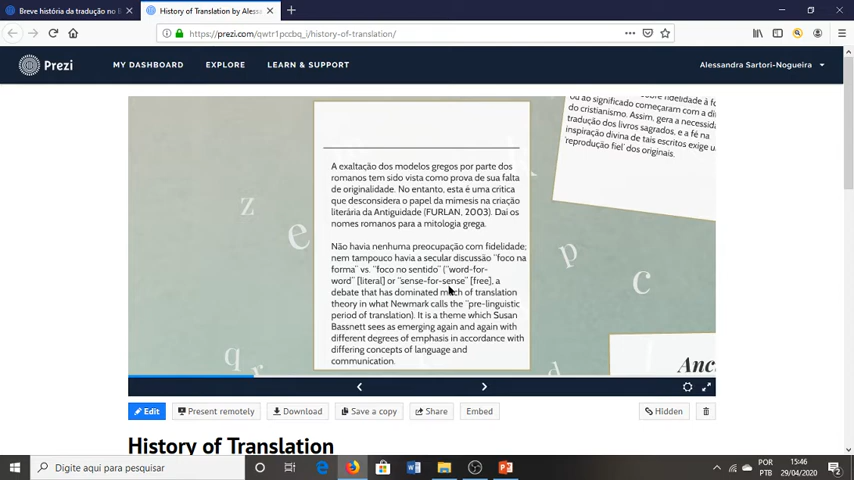 Breve história da tradução no l
History of Translation by Aless
https://prezi.com/qwtr1pccbq_i/history-of-translation/
Prezi
MY DASHBOARD
EXPLORE
LEARN & SUPPORT
Alessandra Sartori-Nogueira
ou ao significado começaram com a di
do cristianismo. Assim, gera a necessida
tradução dos livros sagrados, e a fé na
inspiração divina de tais escritos exige u
'reprodução fiel' dos originais.
A exaltação dos modelos gregos por parte dos
romanos tem sido vista como prova de sua falta
de originalidade. No entanto, esta é uma crítica
que desconsidera o papel da mímesis na criação
literária da Antiguidade (FURLAN, 2003). Daí os
nomes romanos para a mitologia grega.
Não havia nenhuma preocupação com fidelidade;
nem tampouco havia a secular discussão "foco na
forma" vs. "foco no sentido" ("word-for-
word" [literal] or "sense-for-sense" [free], a
debate that has dominated much of translation
theory in what Newmark calls the "pre-linguistic
period of translation). It is a theme which Susan
Bassnett sees as emerging again and again with
different degrees of emphasis in accordance with
differing concepts of language and
communication.
z
e
p
c
q
r
Anc
Edit
Present remotely
Download
Save a copy
Share
Embed
Hidden
History of Translation
Digite aqui para pesquisar
POR
PTB
15:46
29/04/2020
2